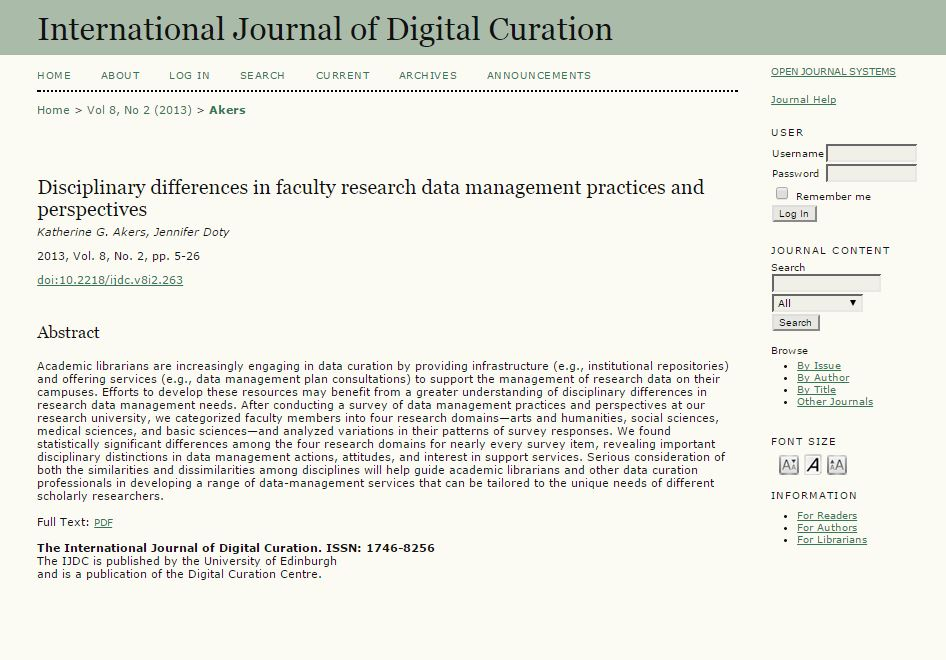 International Journal of Digital Curation
HOME ABOUT LOG IN SEARCH CURRENT ARCHIVES ANNOUNCEMENTS
Home > Vol 8, No 2 (2013) > Akers
Disciplinary differences in faculty research data management practices and
perspectives
Katherine G. Akers, Jennifer Doty
2013, Vol. 8, No. 2, pp. 5-26
doi:10.2218/ijdc.v8i2.263
Abstract
Academic librarians are increasingly engaging in data curation by providing infrastructure (e.g., institutional repositories)
and offering services (e.g., data management plan consultations) to support the management of research data on their
campuses. Efforts to develop these resources may benefit from a greater understanding of disciplinary differences in
research data management needs. After conducting a survey of data management practices and perspectives at our
research university, we categorized faculty members into four research domains—arts and humanities, social sciences,
medical sciences, and basic sciences—and analyzed variations in their patterns of survey responses. We found
statistically significant differences among the four research domains for nearly every survey item, revealing important
disciplinary distinctions in data management actions, attitudes, and interest in support services. Serious consideration of
both the similarities and dissimilarities among disciplines will help guide academic librarians and other data curation
professionals in developing a range of data-management services that can be tailored to the unique needs of different
scholarly researchers.
Full Text: PDF
The International Journal of Digital Curation. ISSN: 1746-8256
The IJDC is published by the University of Edinburgh
and is a publication of the Digital Curation Centre.
OPEN JOURNAL SYSTEMS
Journal Help
USER
Username
Password
Remember me
Log In
JOURNAL CONTENT
Search
All
Search
Browse
By Issue
By Author
By Title
Other Journals
FONT SIZE
A A A
INFORMATION
For Readers
For Authors
For Librarians